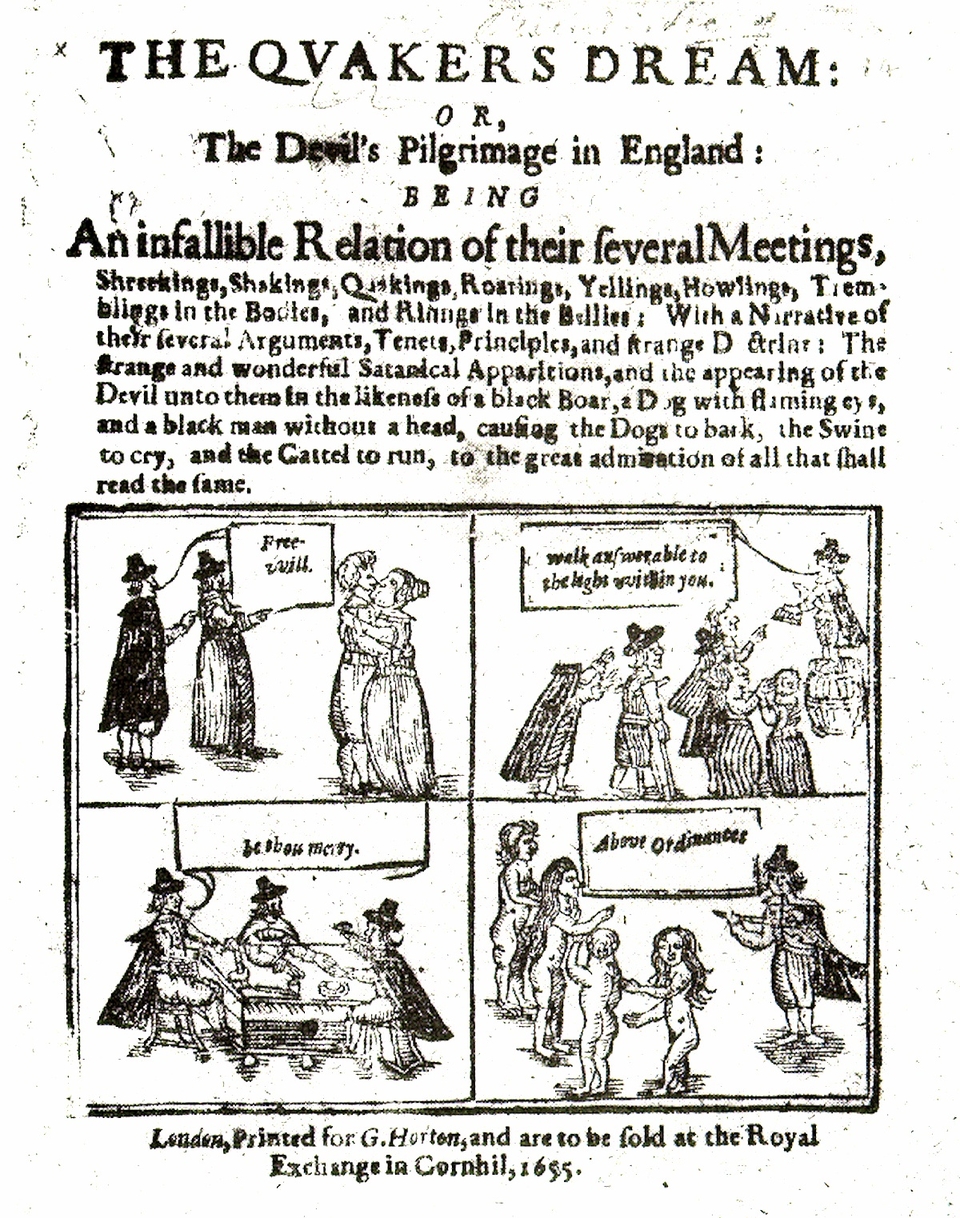 THE QVAKERS DREAM:
OR,
The Devil's Pilgrimage in England:
BEING
An infallible Relation of their ſeveral Meetings,
Shreekings, Shakings, Quakings, Roarings, Yellings, Howlings, Trem-
blings in the Bodies, and Riſings in the Bellies: With a Narrative of
their ſeveral Arguments, Tenets, Principles, and ſtrange D ctrine: The
ſtrange and wonderful Satanical Apparitions, and the appearing of the
Devil unto them in the likeneſs of a black Boar, a Dog with flaming eyes,
and a black man without a head, cauſing the Dogs to bark, the Swine
to cry, and the Cattel to run, to the great admiration of all that ſhall
read the ſame.
Free-
will.
walk anſwerable to
the light within you.
be thou merry.
Above Ordinances
London, Printed for G. Horton, and are to be ſold at the Royal
Exchange in Cornhil, 1655.